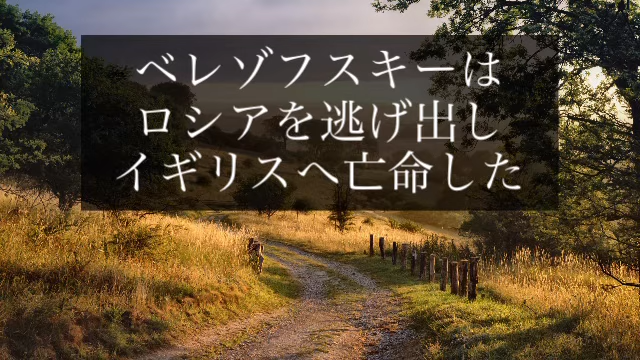 ベレゾフスキーは
ロシアを逃げ出し
イギリスへ亡命した